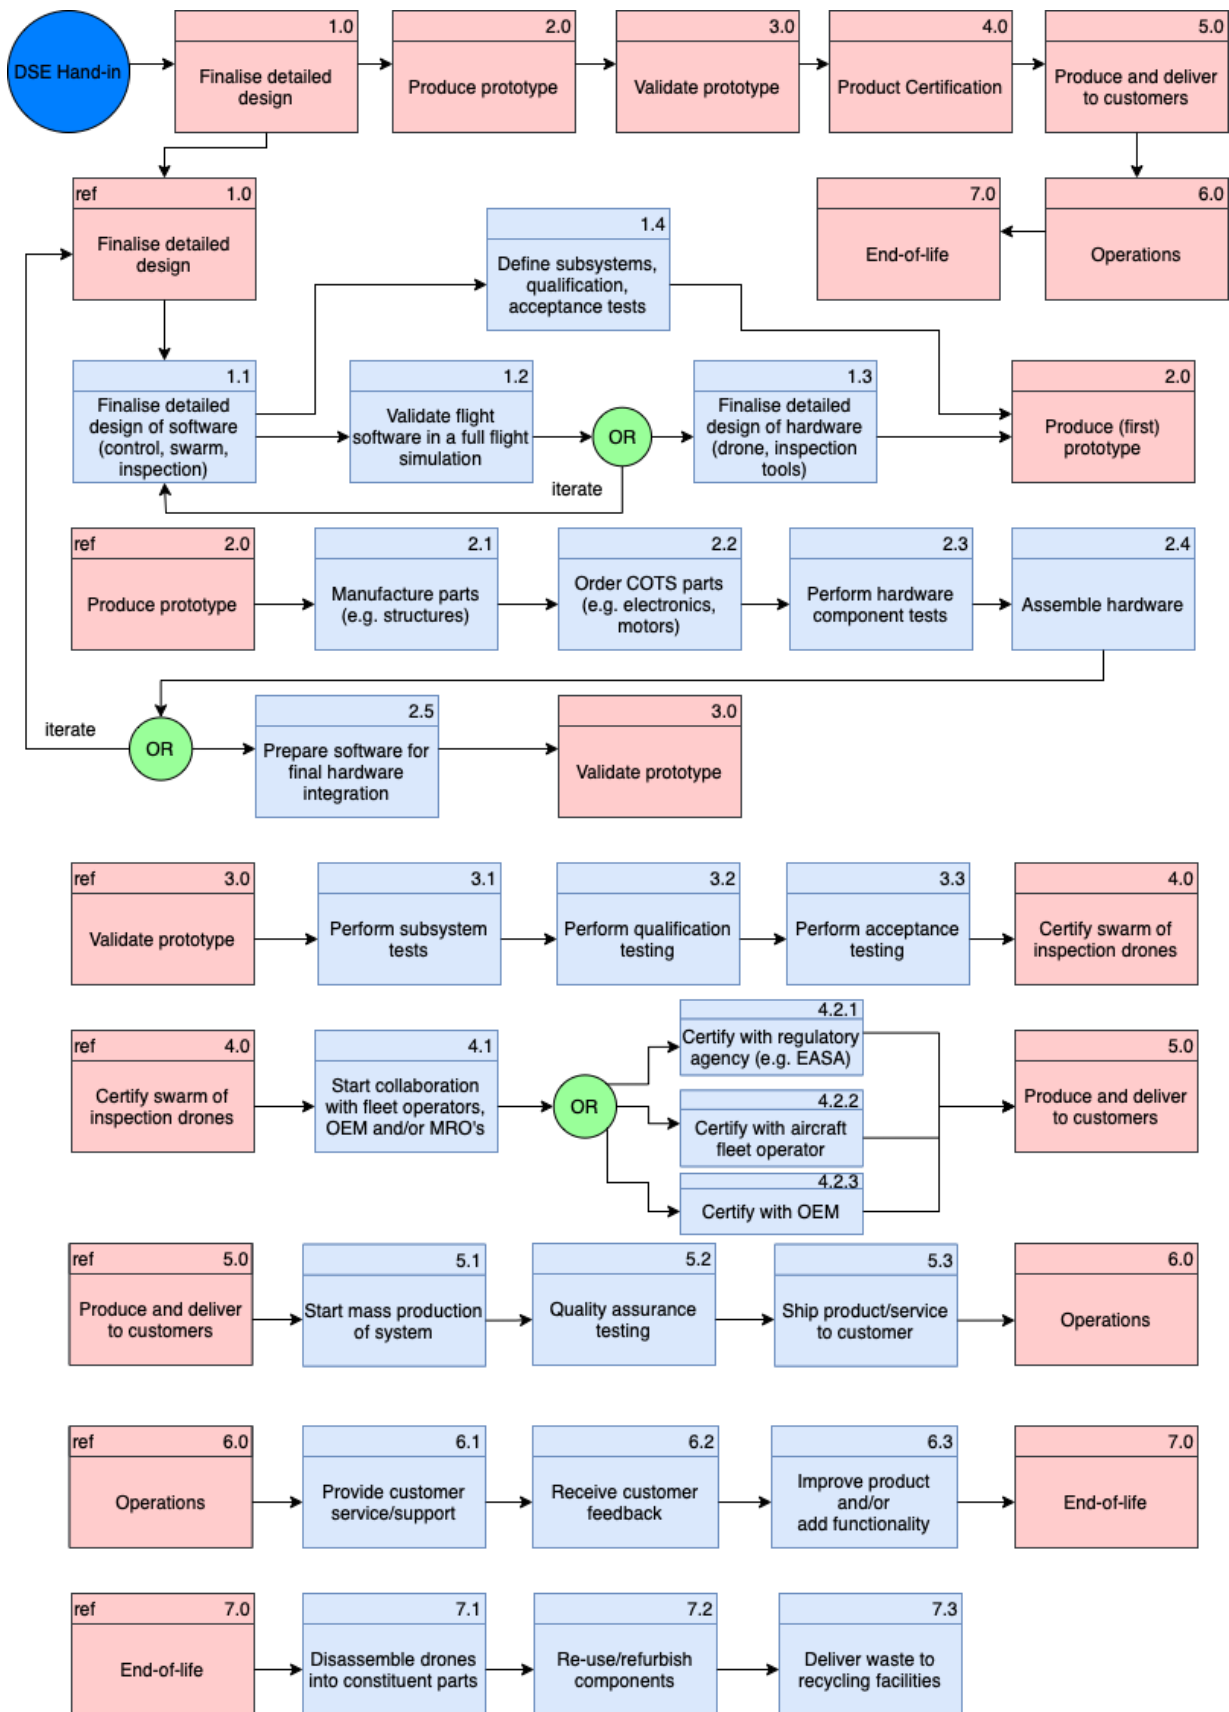 DSE Hand-in
1.0
Finalise detailed
design
2.0
Produce prototype
3.0
Validate prototype
4.0
Product Certification
5.0
Produce and deliver
to customers
ref 1.0
Finalise detailed
design
1.4
Define subsystems,
qualification,
acceptance tests
7.0
End-of-life
6.0
Operations
1.1
Finalise detailed
design of software
(control, swarm,
inspection)
1.2
Validate flight
software in a full flight
simulation
OR
iterate
1.3
Finalise detailed
design of hardware
(drone, inspection
tools)
2.0
Produce (first)
prototype
ref 2.0
Produce prototype
2.1
Manufacture parts
(e.g. structures)
2.2
Order COTS parts
(e.g. electronics,
motors)
2.3
Perform hardware
component tests
2.4
Assemble hardware
iterate
OR
2.5
Prepare software for
final hardware
integration
3.0
Validate prototype
ref 3.0
Validate prototype
3.1
Perform subsystem
tests
3.2
Perform qualification
testing
3.3
Perform acceptance
testing
4.0
Certify swarm of
inspection drones
ref 4.0
Certify swarm of
inspection drones
4.1
Start collaboration
with fleet operators,
OEM and/or MRO's
OR
4.2.1
Certify with regulatory
agency (e.g. EASA)
4.2.2
Certify with aircraft
fleet operator
4.2.3
Certify with OEM
5.0
Produce and deliver
to customers
ref 5.0
Produce and deliver
to customers
5.1
Start mass production
of system
5.2
Quality assurance
testing
5.3
Ship product/service
to customer
6.0
Operations
ref 6.0
Operations
6.1
Provide customer
service/support
6.2
Receive customer
feedback
6.3
Improve product
and/or
add functionality
7.0
End-of-life
ref 7.0
End-of-life
7.1
Disassemble drones
into constituent parts
7.2
Re-use/refurbish
components
7.3
Deliver waste to
recycling facilities